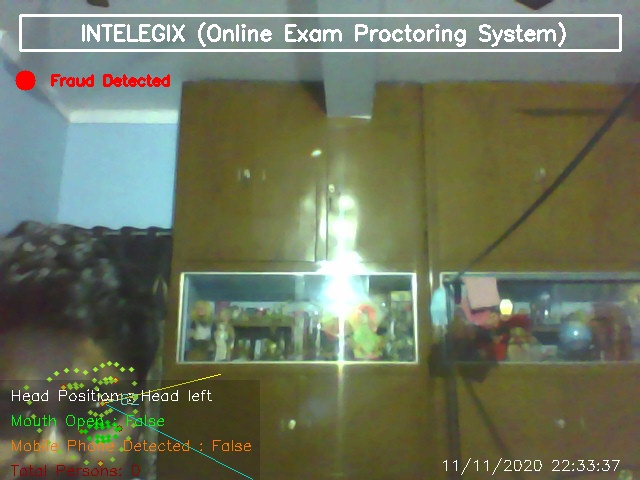 INTELEGIX (Online Exam Proctoring System)
Fraud Detected
Head Position : Head left
Mouth Open : False
Mobile Phone Detected : False
Total Persons: 0
11/11/2020 22:33:37